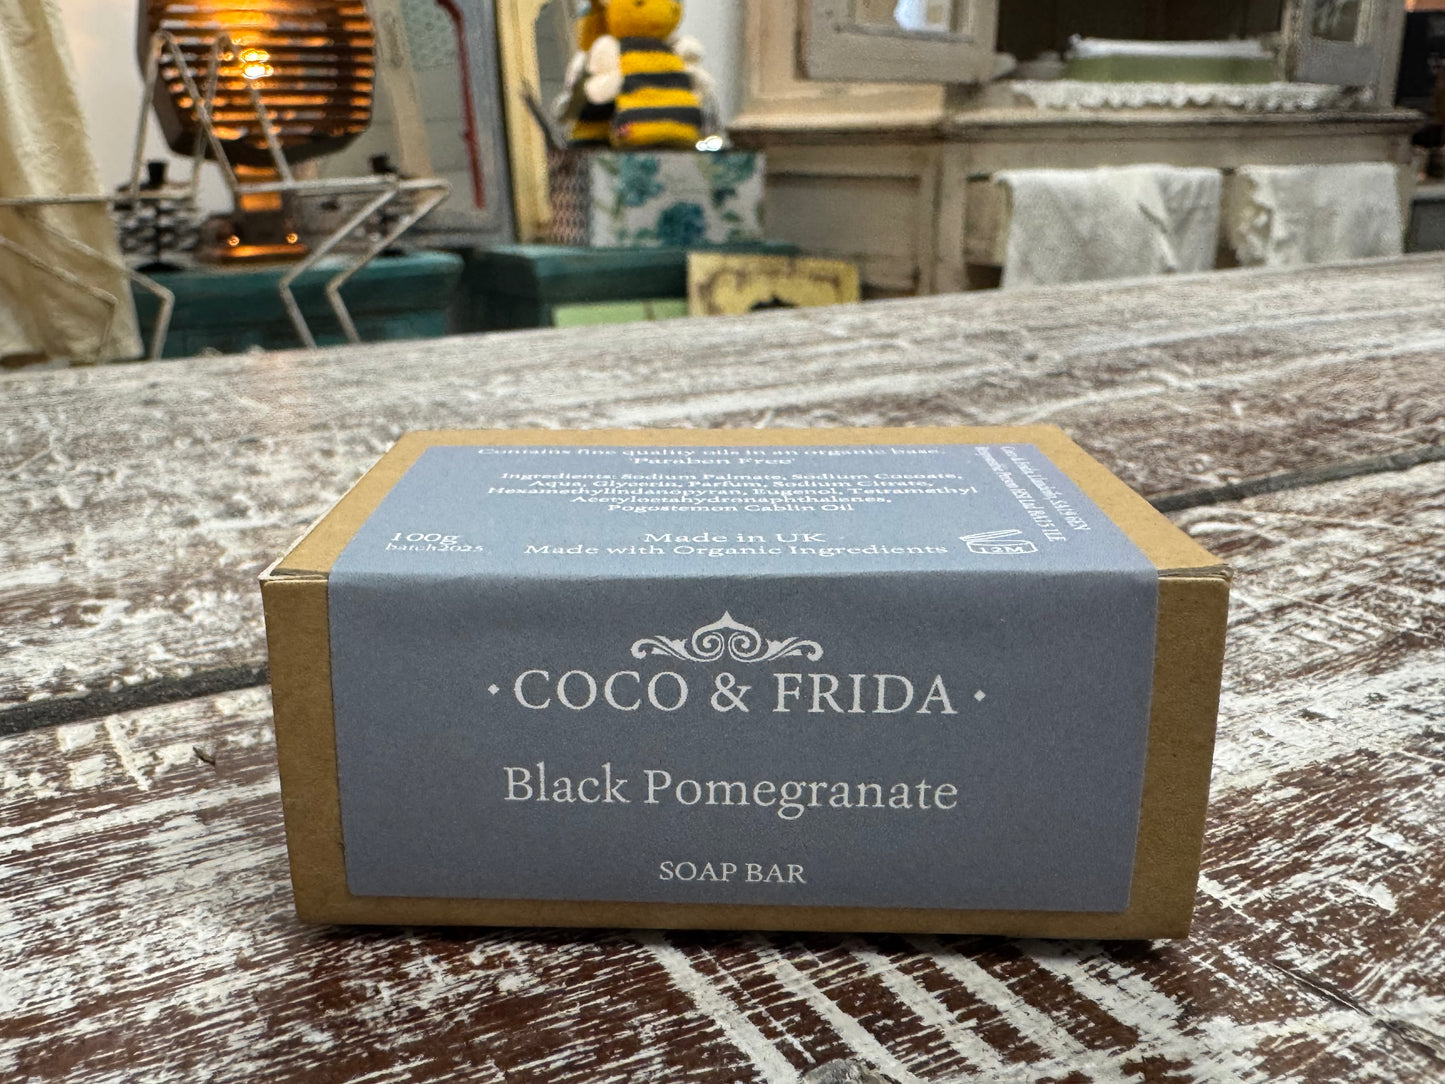 Contains fine quality oils in an organic base.
'Paraben Free'
Ingredients: Sodium Palmate, Sodium Cocoate,
Aqua, Glycerin, Parfum, Sodium Citrate,
Hexamethylindanopyran, Eugenol, Tetramethyl
Acetyloctahydronaphthalenes,
Pogostemon Cablin Oil
100g
batch2025
Made in UK
Made with Organic Ingredients
12M
COCO & FRIDA
Black Pomegranate
SOAP BAR